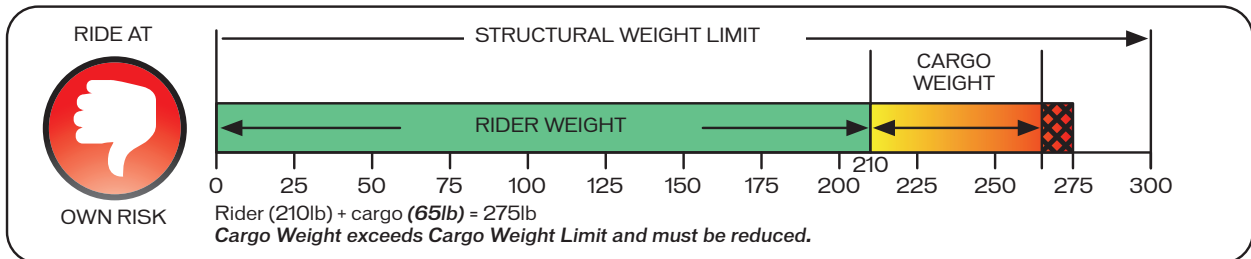 RIDE AT
OWN RISK
STRUCTURAL WEIGHT LIMIT
CARGO
WEIGHT
RIDER WEIGHT
210
0 25 50 75 100 125 150 175 200 225 250 275 300
Rider (210lb) + cargo (65lb) = 275lb
Cargo Weight exceeds Cargo Weight Limit and must be reduced.